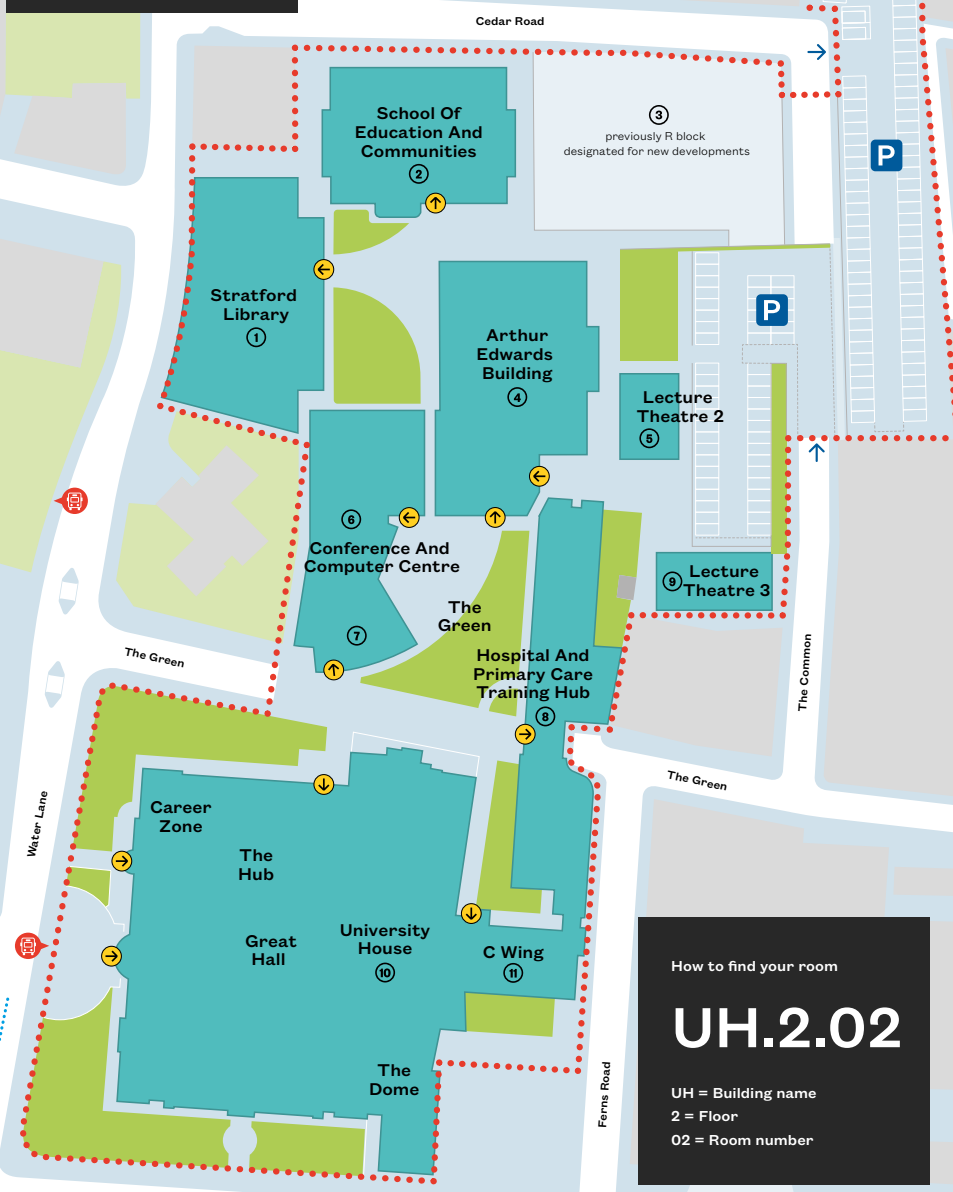 Cedar Road
School Of
Education And
Communities
2
3
previously R block
designated for new developments
P
Stratford
Library
1
P
Arthur
Edwards
Building
4
Lecture
Theatre 2
5
6
Conference And
Computer Centre
7
The
Green
9
Lecture
Theatre 3
Hospital And
Primary Care
Training Hub
8
The Green
The Common
The Green
Water Lane
Career
Zone
The
Hub
Great
Hall
University
House
10
C Wing
11
The
Dome
Ferns Road
How to find your room
UH.2.02
UH = Building name
2 = Floor
02 = Room number